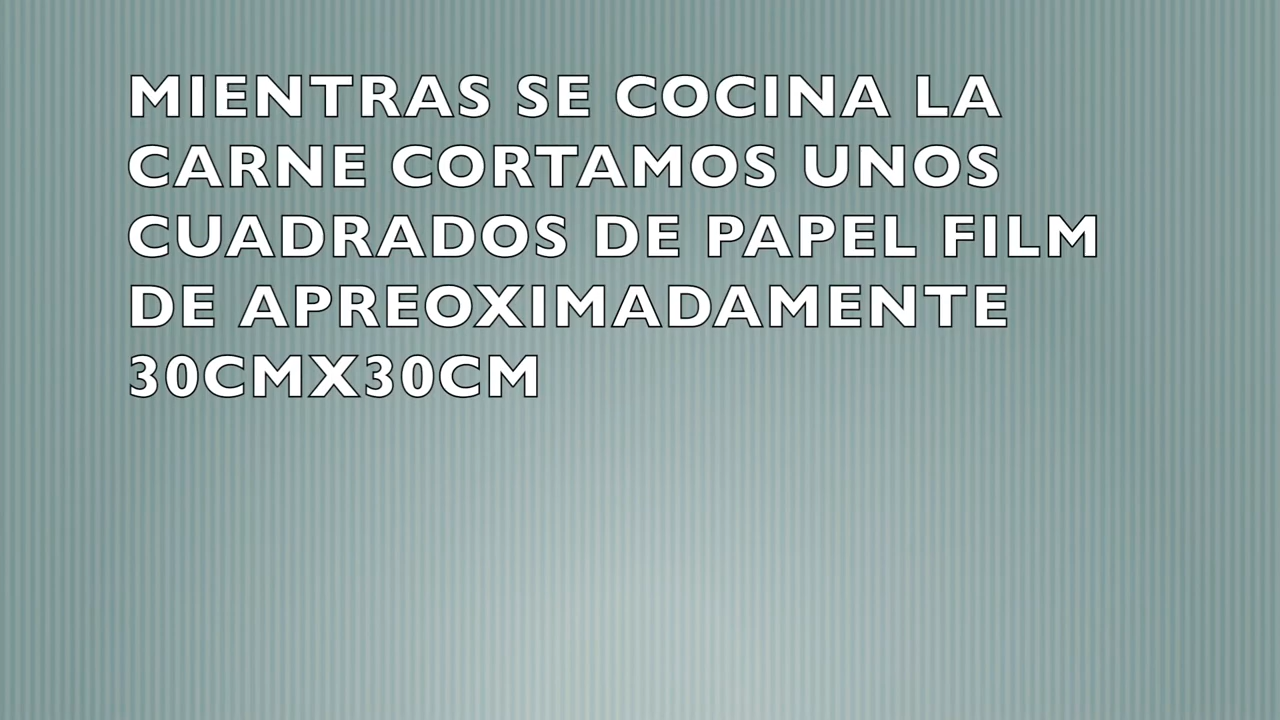 MIENTRAS SE COCINA LA
CARNE CORTAMOS UNOS
CUADRADOS DE PAPEL FILM
DE APREOXIMADAMENTE
30CMX30CM